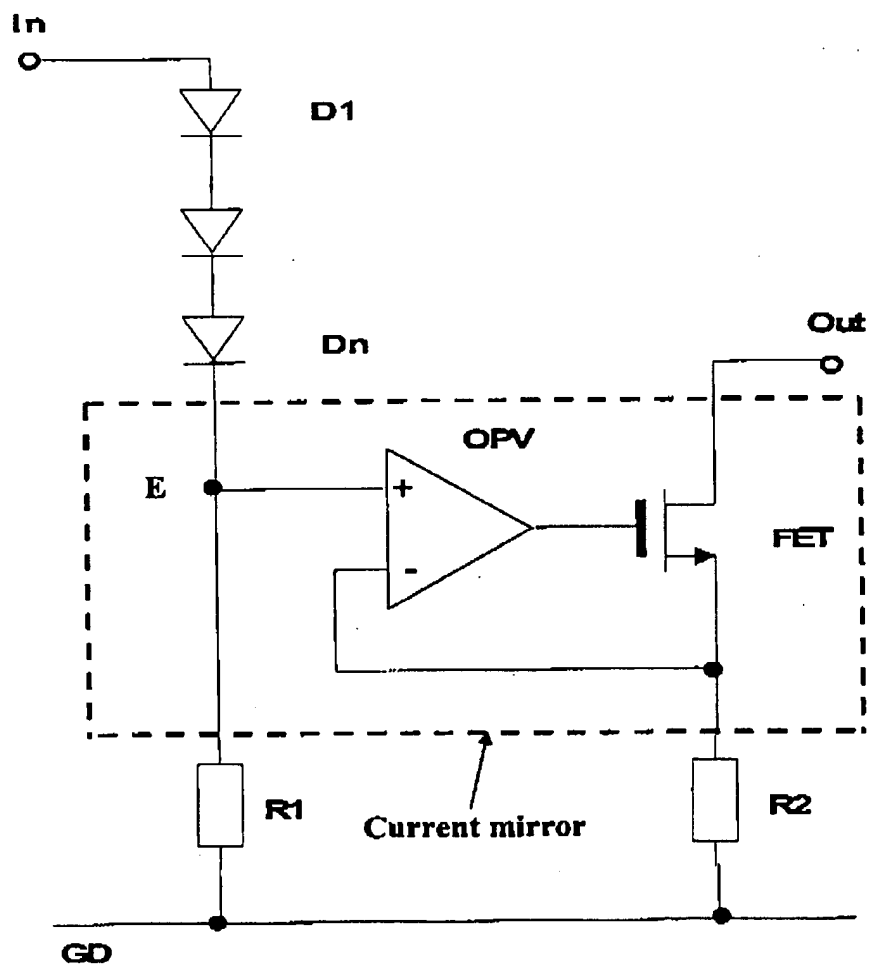 In
D1
Dn
Out
OPV
E
+
-
FET
R1
R2
Current mirror
GD